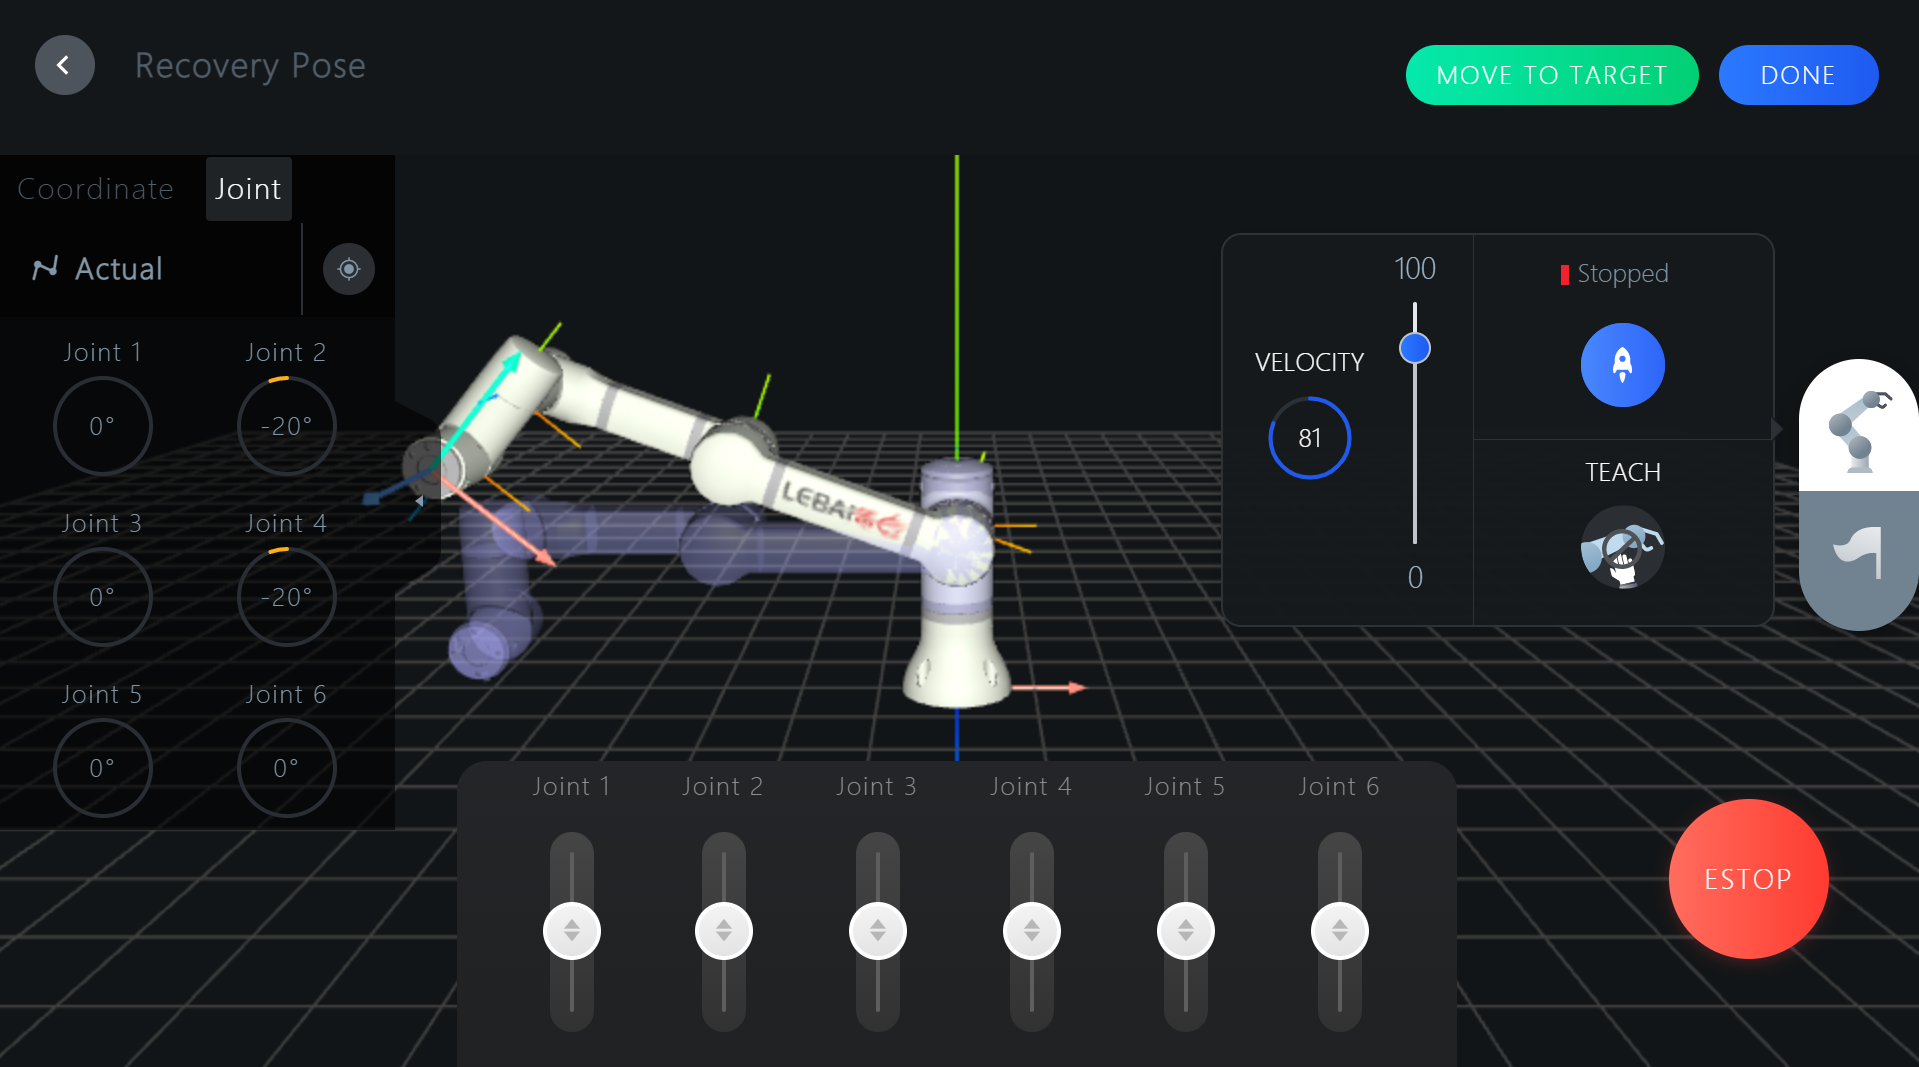 Recovery Pose
MOVE TO TARGET
DONE
Coordinate
Joint
Actual
Joint 1
Joint 2
0°
-20°
Joint 3
Joint 4
0°
-20°
Joint 5
Joint 6
0°
0°
100
VELOCITY
81
0
Stopped
TEACH
Joint 1
Joint 2
Joint 3
Joint 4
Joint 5
Joint 6
ESTOP